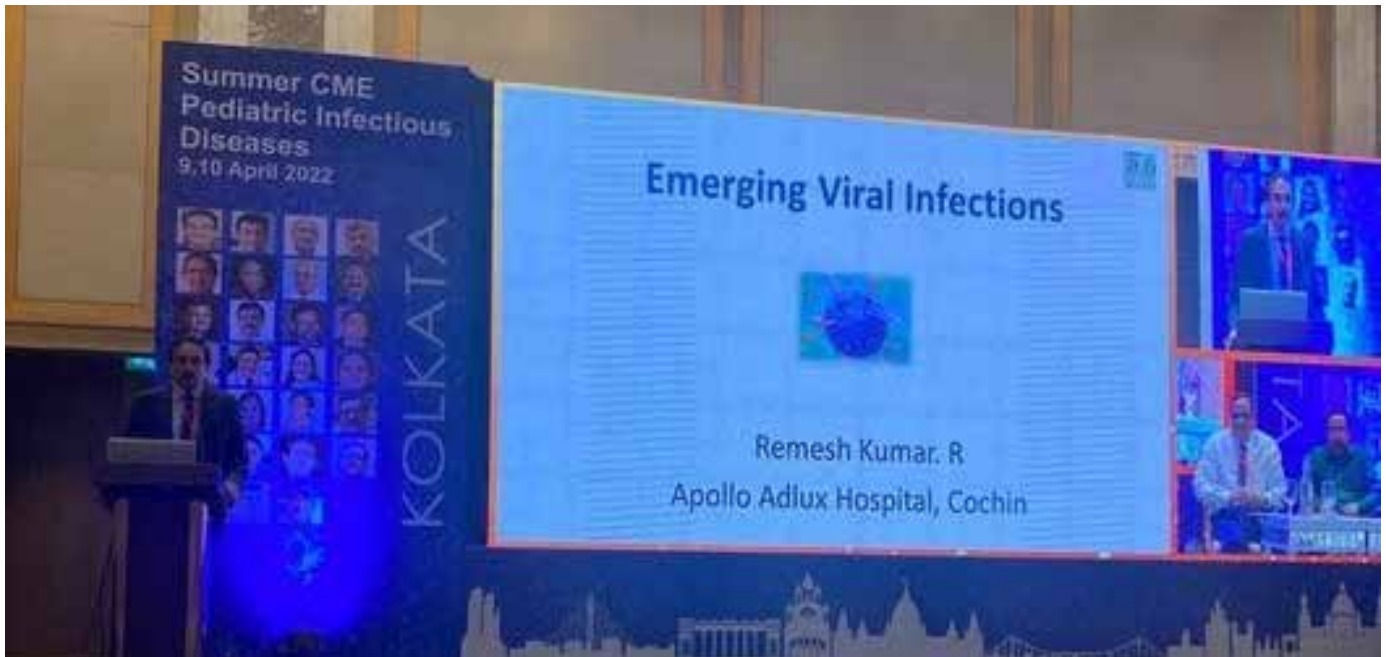 Summer CME
Pediatric Infectious
Diseases
9,10 April 2022
KOLKATA
Emerging Viral Infections
Remesh Kumar. R
Apollo Adlux Hospital, Cochin